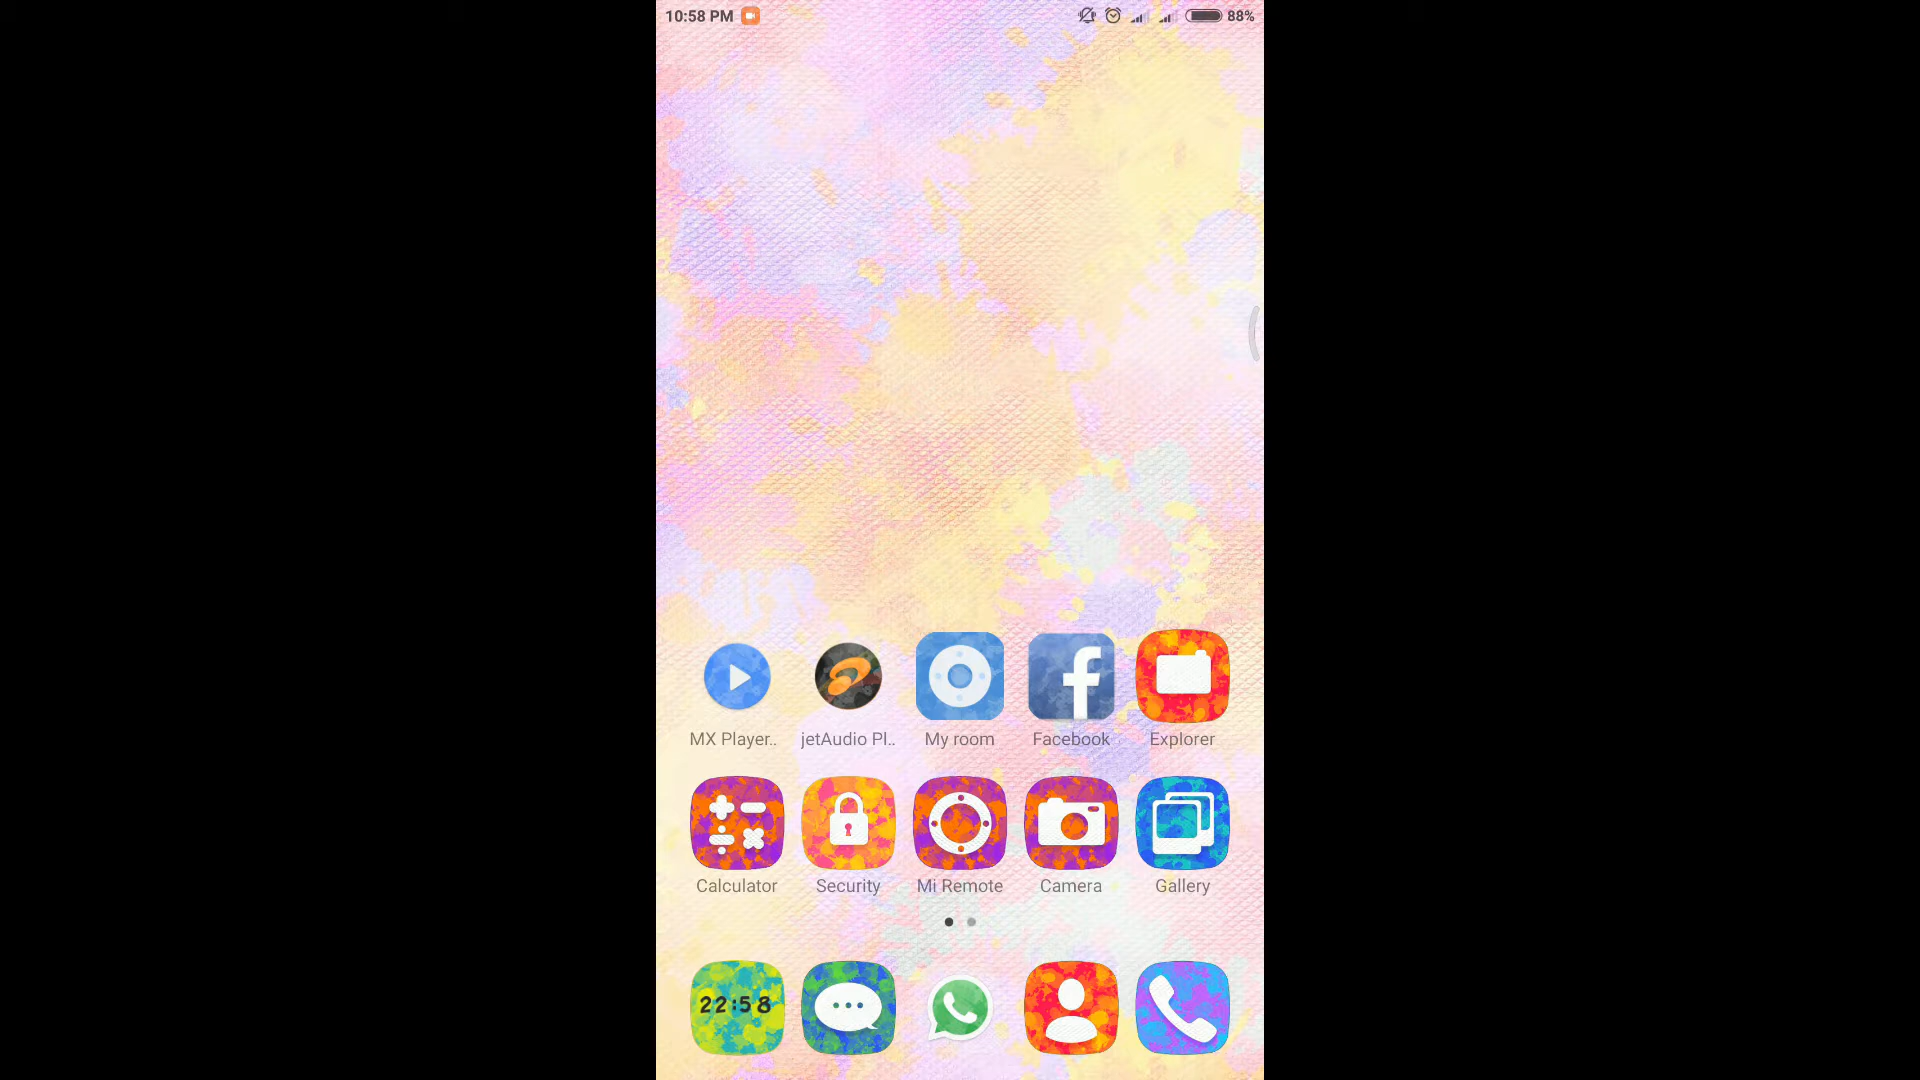 10:58 PM 88%
MX Player.. jetAudio Pl.. My room Facebook Explorer
Calculator Security Mi Remote Camera Gallery
22:58